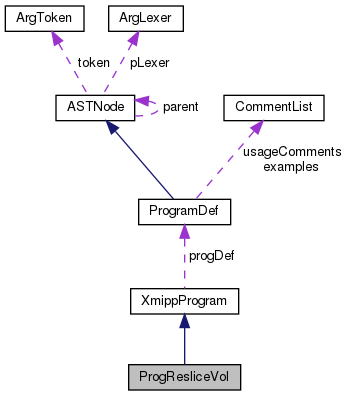 ArgToken
ArgLexer
token
pLexer
ASTNode
parent
CommentList
usageComments
examples
ProgramDef
progDef
XmippProgram
ProgResliceVol